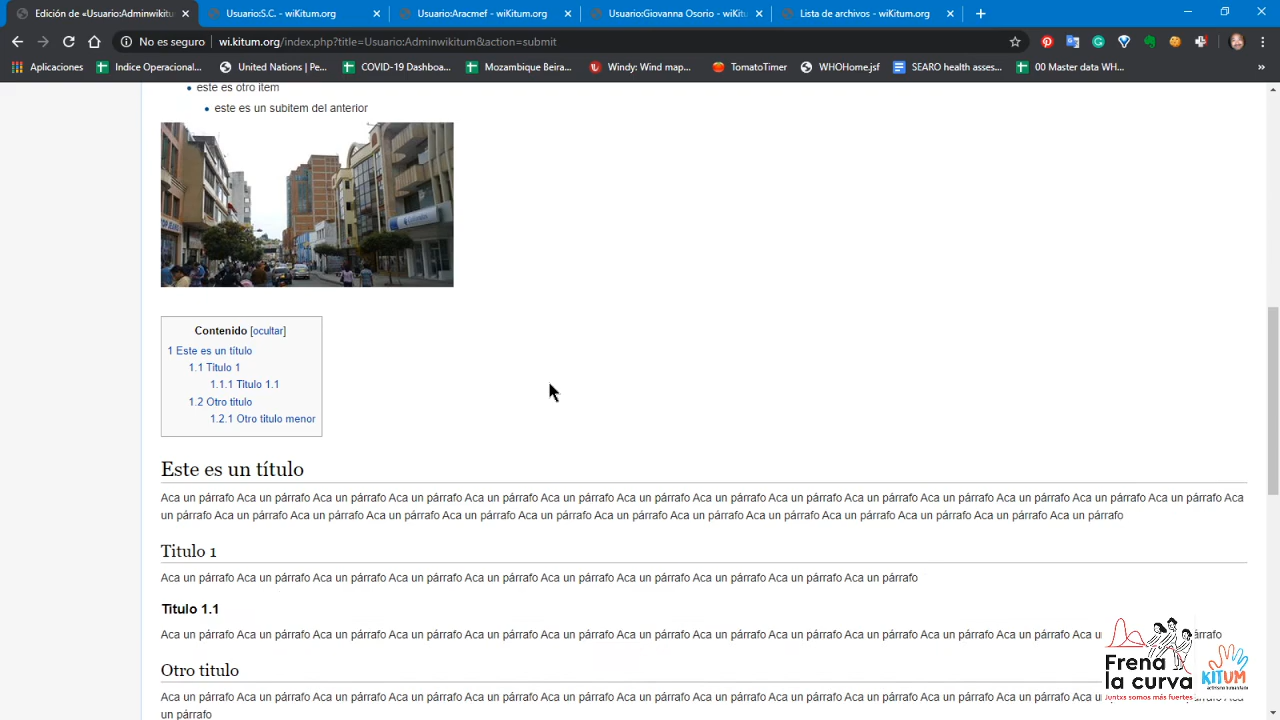 Edición de «Usuario:Adminwikitu
Usuario:S.C. - wiKitum.org
Usuario:Aracmef - wiKitum.org
Usuario:Giovanna Osorio - wiKitu
Lista de archivos - wiKitum.org
No es seguro
wi.kitum.org/index.php?title=Usuario:Adminwikitum&action=submit
Aplicaciones
Indice Operacional...
United Nations | Pe...
COVID-19 Dashboa...
Mozambique Beira...
Windy: Wind map...
TomatoTimer
WHOHome.jsf
SEARO health asses...
00 Master data WH...
»
este es otro item
este es un subitem del anterior
Contenido [ocultar]
1 Este es un título
1.1 Titulo 1
1.1.1 Titulo 1.1
1.2 Otro titulo
1.2.1 Otro titulo menor
Este es un título
Aca un párrafo Aca un párrafo Aca un párrafo Aca un párrafo Aca un párrafo Aca un párrafo Aca un párrafo Aca un párrafo Aca un párrafo Aca un párrafo Aca un párrafo Aca un párrafo Aca un párrafo Aca un párrafo Aca
un párrafo Aca un párrafo Aca un párrafo Aca un párrafo Aca un párrafo Aca un párrafo Aca un párrafo Aca un párrafo Aca un párrafo Aca un párrafo Aca un párrafo Aca un párrafo Aca un párrafo
Titulo 1
Aca un párrafo Aca un párrafo Aca un párrafo Aca un párrafo Aca un párrafo Aca un párrafo Aca un párrafo Aca un párrafo Aca un párrafo Aca un párrafo
Titulo 1.1
Aca un párrafo Aca un párrafo Aca un párrafo Aca un párrafo Aca un párrafo Aca un párrafo Aca un párrafo Aca un párrafo Aca un párrafo Aca un párrafo Aca un párrafo Aca un párrafo Aca u rrafo
Otro titulo
Aca un párrafo Aca un párrafo Aca un párrafo Aca un párrafo Aca un párrafo Aca un párrafo Aca un párrafo Aca un párrafo Aca un párrafo Aca un párrafo Aca un párrafo Aca un párrafo Aca u
un párrafo
Frena
la curva
Juntxs somos más fuertes
KITUM